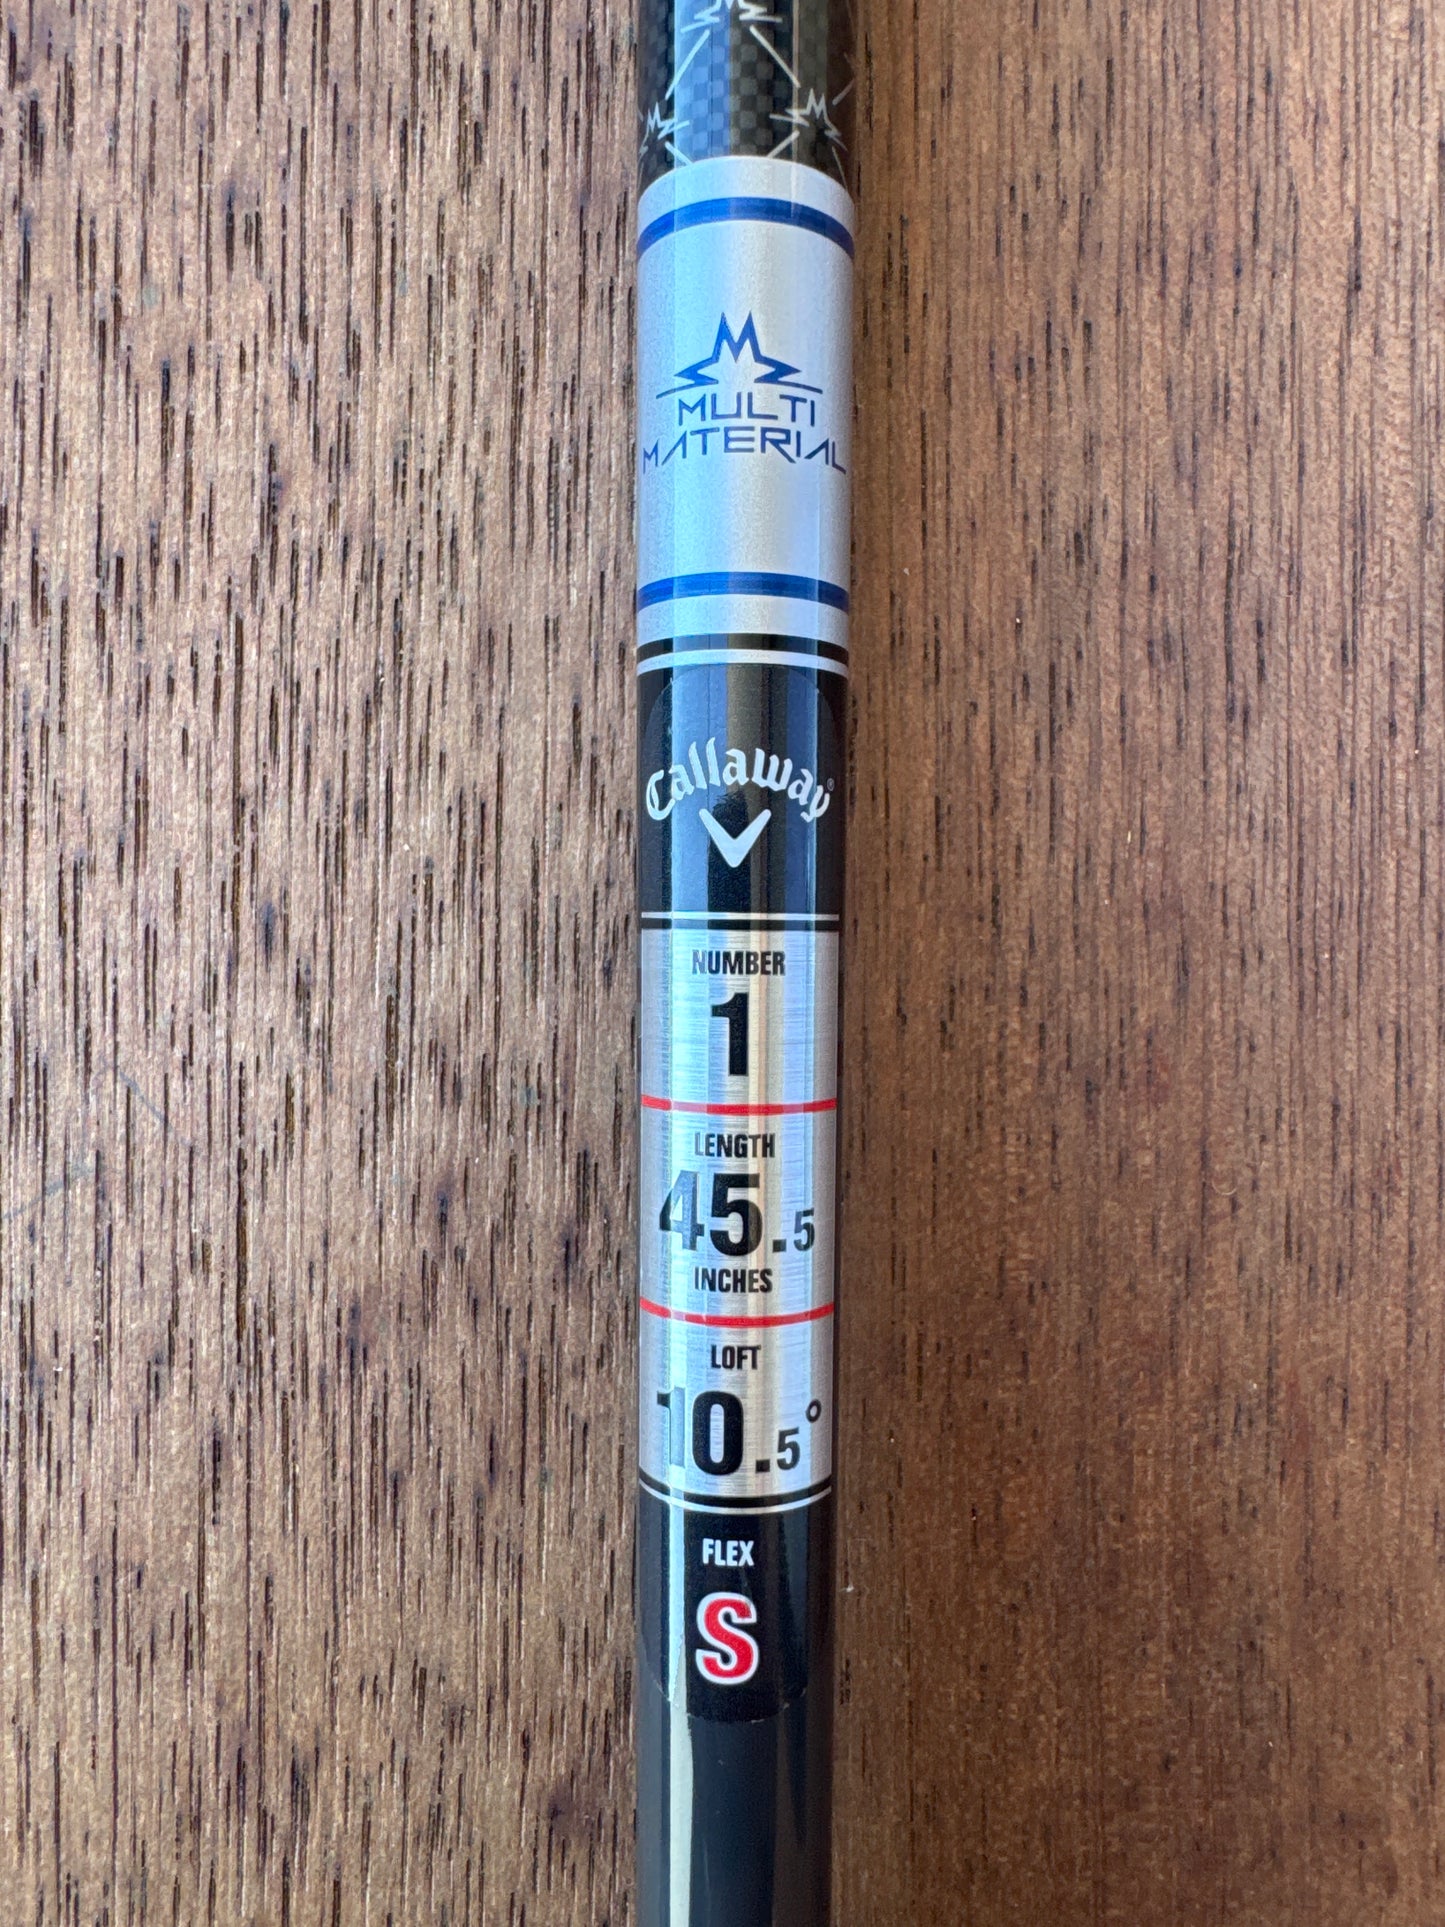 MULTI
MATERIAL
Callaway®
NUMBER
1
LENGTH
45.5
INCHES
LOFT
10.5°
FLEX
S